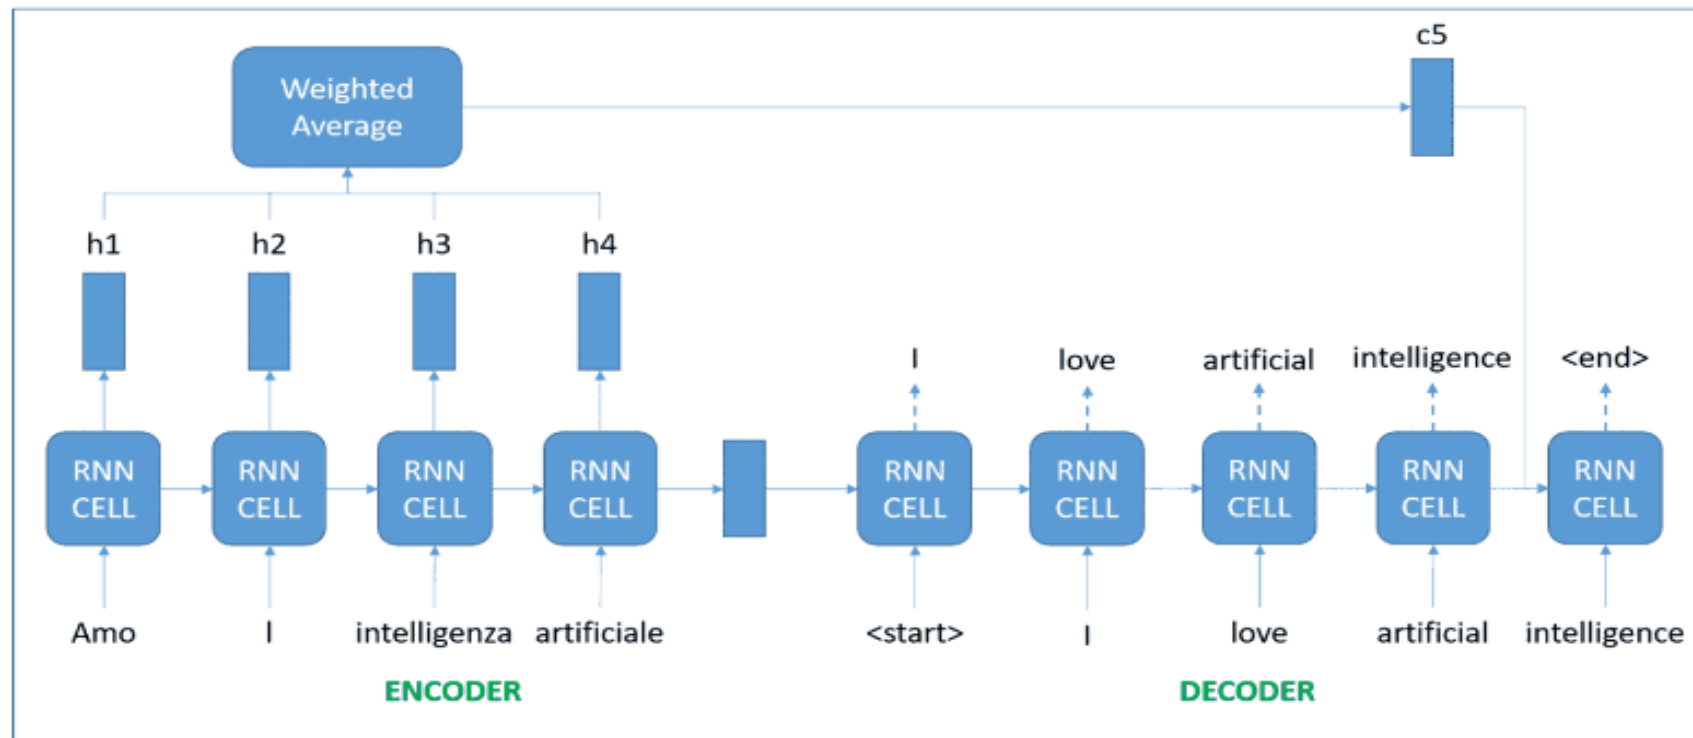 c5
Weighted
Average
h1 h2 h3 h4
I love artificial intelligence <end>
RNN RNN RNN RNN RNN RNN RNN RNN RNN
CELL CELL CELL CELL CELL CELL CELL CELL CELL
Amo l intelligenza artificiale <start> I love artificial intelligence
ENCODER DECODER